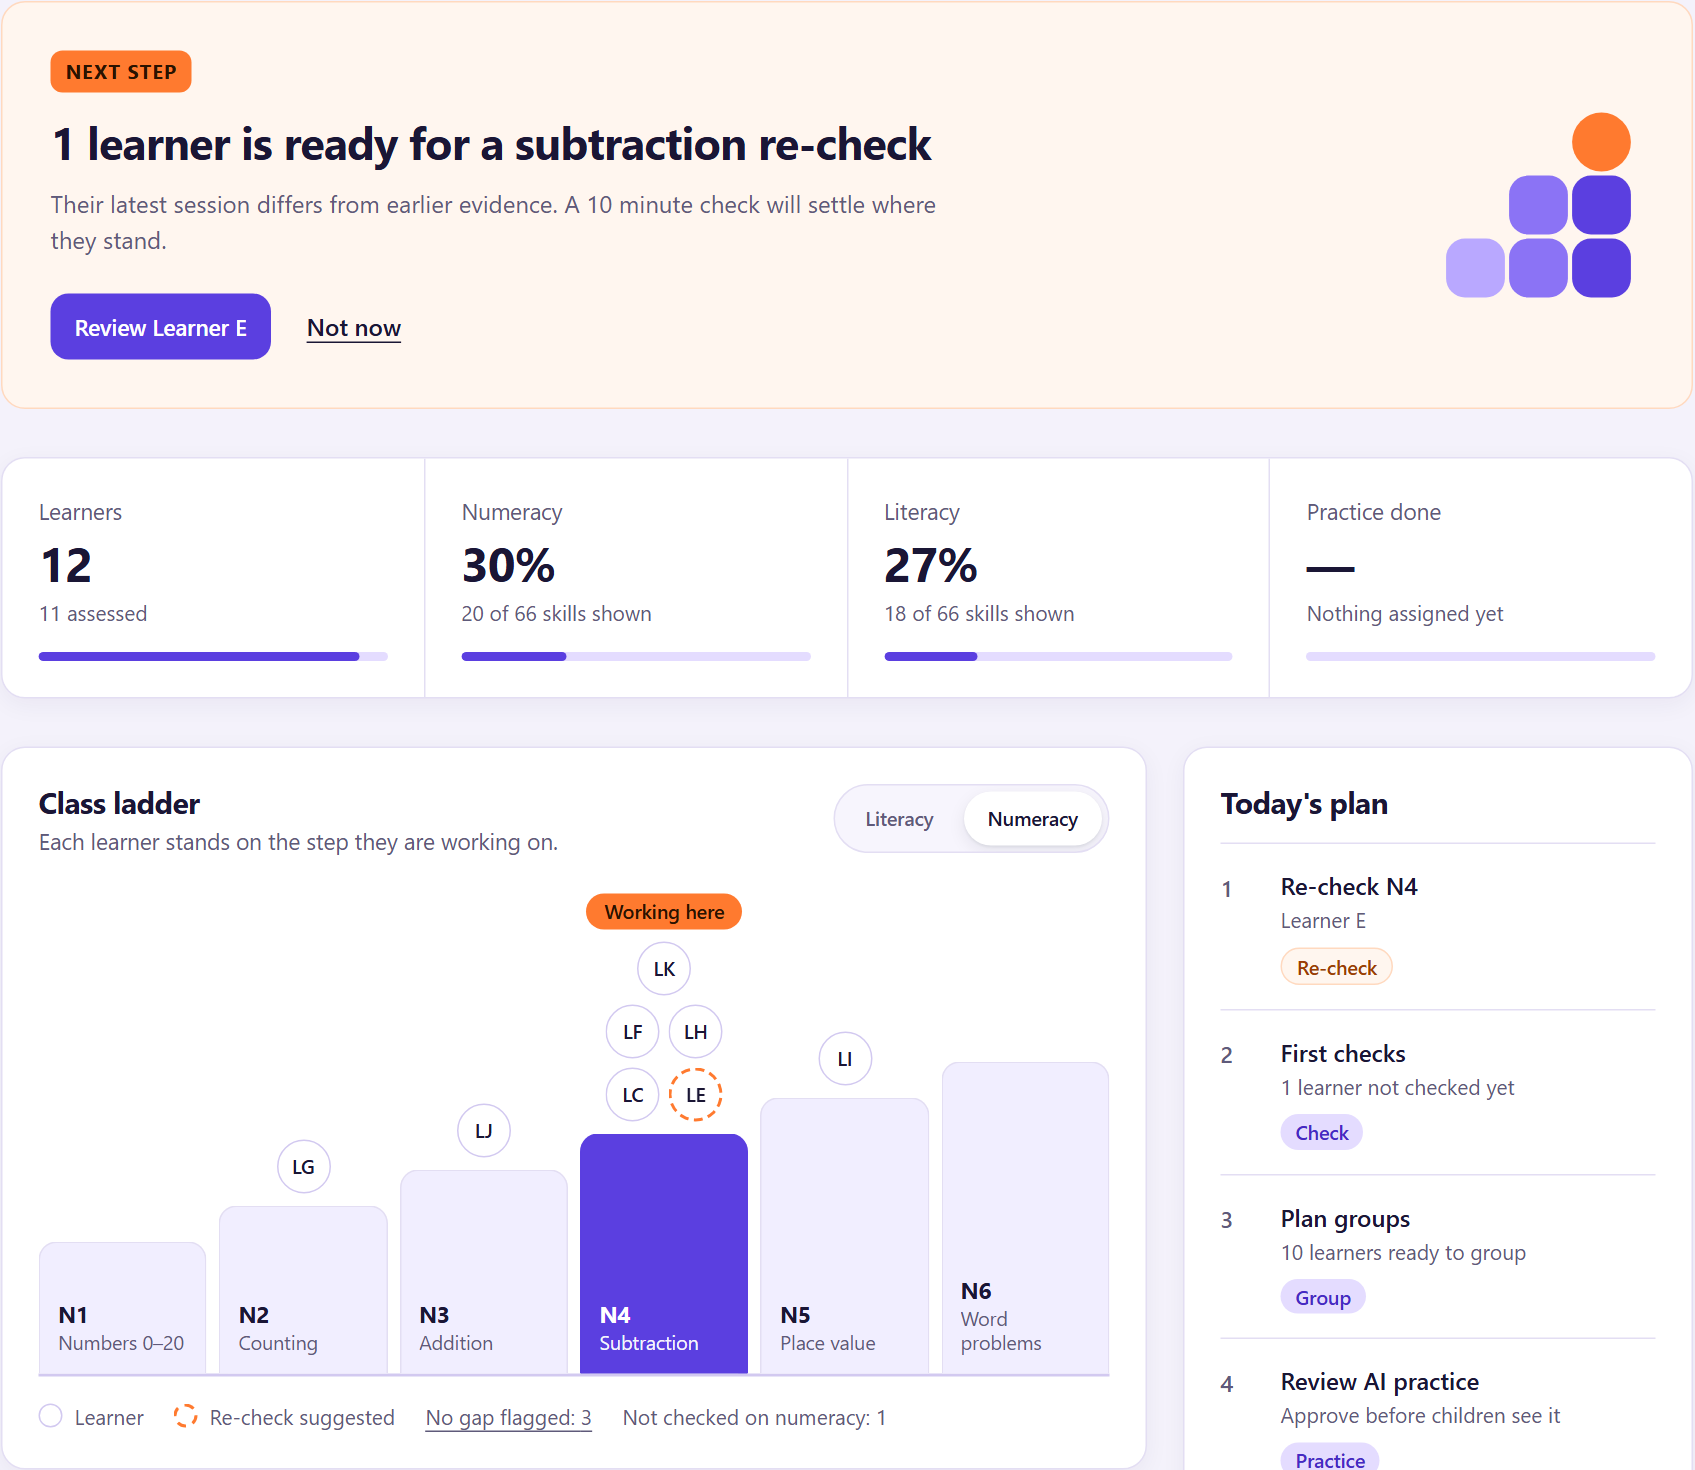 NEXT STEP
1 learner is ready for a subtraction re-check
Their latest session differs from earlier evidence. A 10 minute check will settle where
they stand.
Review Learner E
Not now
Learners
12
11 assessed
Numeracy
30%
20 of 66 skills shown
Literacy
27%
18 of 66 skills shown
Practice done
—
Nothing assigned yet
Class ladder
Each learner stands on the step they are working on.
Literacy
Numeracy
Working here
LK
LF
LH
LC
LE
LI
LJ
LG
N1
Numbers 0–20
N2
Counting
N3
Addition
N4
Subtraction
N5
Place value
N6
Word
problems
Learner
Re-check suggested
No gap flagged: 3
Not checked on numeracy: 1
Today's plan
1
Re-check N4
Learner E
Re-check
2
First checks
1 learner not checked yet
Check
3
Plan groups
10 learners ready to group
Group
4
Review AI practice
Approve before children see it
Practice